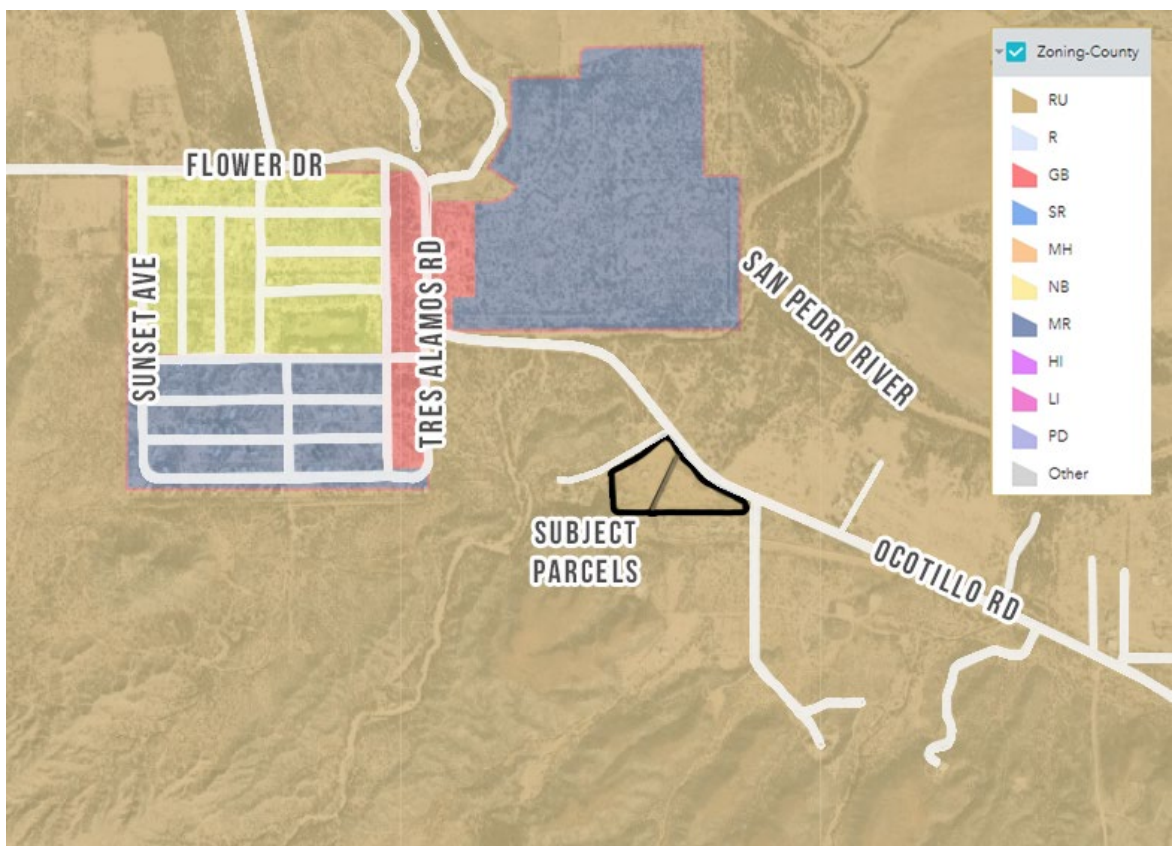 Zoning-County
RU
R
GB
SR
MH
NB
MR
HI
LI
PD
Other
FLOWER DR
SUNSET AVE
TRES ALAMOS RD
SAN PEDRO RIVER
SUBJECT
PARCELS
OCOTILLO RD